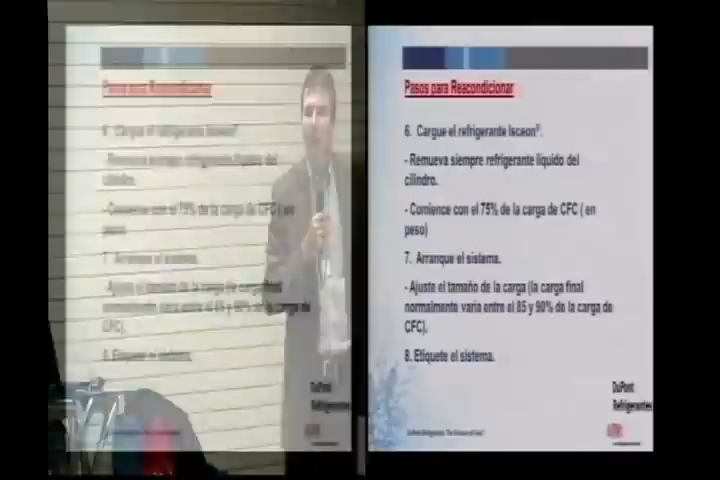 Pasos para Reacondicionar
6. Cargue el refrigerante Isceon®.
- Remueva siempre refrigerante líquido del
cilindro.
- Comience con el 75% de la carga de CFC ( en
peso)
7. Arranque el sistema.
- Ajuste el tamaño de la carga (la carga final
normalmente varia entre el 85 y 90% de la carga de
CFC).
8. Etiquete el sistema.
DuPont
Refrigerantes